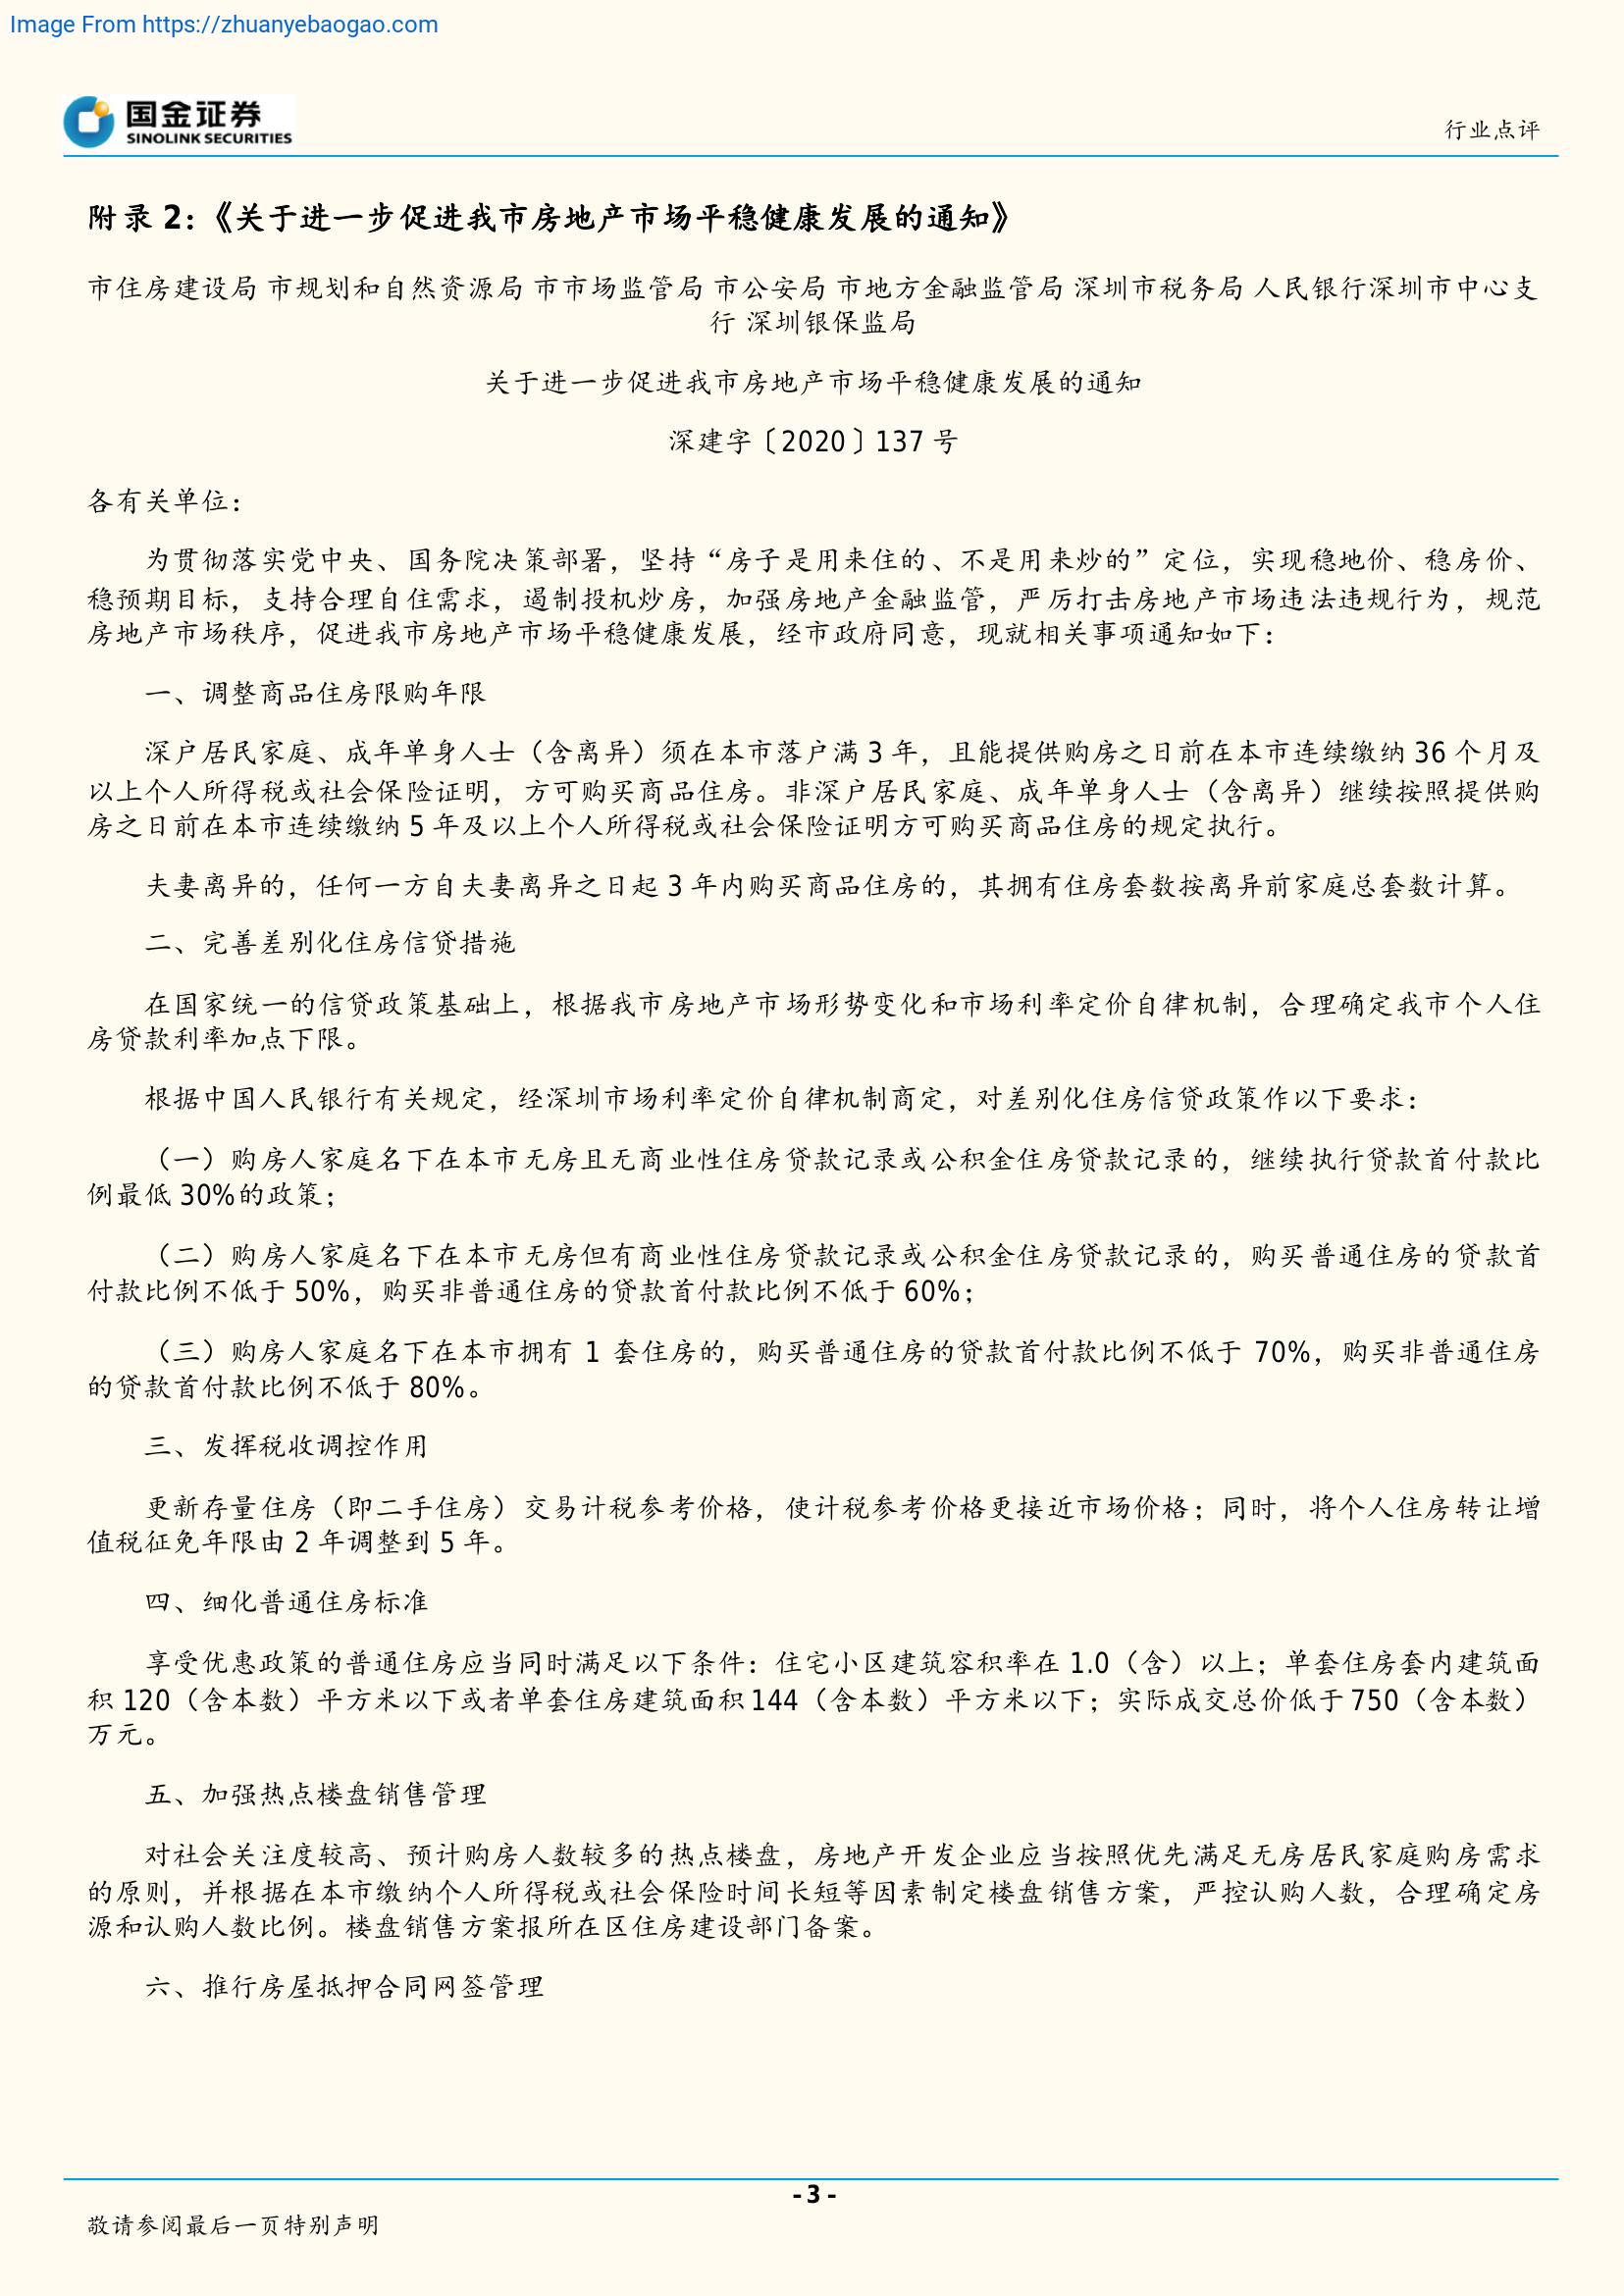 Image From https://zhuanyebaogao.com
国金证券
SINOLINK SECURITIES
行业点评
附录 2:《关于进一步促进我市房地产市场平稳健康发展的通知》
市住房建设局 市规划和自然资源局 市市场监管局 市公安局 市地方金融监管局 深圳市税务局 人民银行深圳市中心支
行 深圳银保监局
关于进一步促进我市房地产市场平稳健康发展的通知
深建字〔2020〕137 号
各有关单位：
为贯彻落实党中央、国务院决策部署，坚持“房子是用来住的、不是用来炒的”定位，实现稳地价、稳房价、
稳预期目标，支持合理自住需求，遏制投机炒房，加强房地产金融监管，严厉打击房地产市场违法违规行为，规范
房地产市场秩序，促进我市房地产市场平稳健康发展，经市政府同意，现就相关事项通知如下：
一、调整商品住房限购年限
深户居民家庭、成年单身人士（含离异）须在本市落户满 3 年，且能提供购房之日前在本市连续缴纳 36 个月及
以上个人所得税或社会保险证明，方可购买商品住房。非深户居民家庭、成年单身人士（含离异）继续按照提供购
房之日前在本市连续缴纳 5 年及以上个人所得税或社会保险证明方可购买商品住房的规定执行。
夫妻离异的，任何一方自夫妻离异之日起 3 年内购买商品住房的，其拥有住房套数按离异前家庭总套数计算。
二、完善差别化住房信贷措施
在国家统一的信贷政策基础上，根据我市房地产市场形势变化和市场利率定价自律机制，合理确定我市个人住
房贷款利率加点下限。
根据中国人民银行有关规定，经深圳市场利率定价自律机制商定，对差别化住房信贷政策作以下要求：
（一）购房人家庭名下在本市无房且无商业性住房贷款记录或公积金住房贷款记录的，继续执行贷款首付款比
例最低 30%的政策；
（二）购房人家庭名下在本市无房但有商业性住房贷款记录或公积金住房贷款记录的，购买普通住房的贷款首
付款比例不低于 50%，购买非普通住房的贷款首付款比例不低于 60%；
（三）购房人家庭名下在本市拥有 1 套住房的，购买普通住房的贷款首付款比例不低于 70%，购买非普通住房
的贷款首付款比例不低于 80%。
三、发挥税收调控作用
更新存量住房（即二手住房）交易计税参考价格，使计税参考价格更接近市场价格；同时，将个人住房转让增
值税征免年限由 2 年调整到 5 年。
四、细化普通住房标准
享受优惠政策的普通住房应当同时满足以下条件：住宅小区建筑容积率在 1.0（含）以上；单套住房套内建筑面
积 120（含本数）平方米以下或者单套住房建筑面积 144（含本数）平方米以下；实际成交总价低于 750（含本数）
万元。
五、加强热点楼盘销售管理
对社会关注度较高、预计购房人数较多的热点楼盘，房地产开发企业应当按照优先满足无房居民家庭购房需求
的原则，并根据在本市缴纳个人所得税或社会保险时间长短等因素制定楼盘销售方案，严控认购人数，合理确定房
源和认购人数比例。楼盘销售方案报所在区住房建设部门备案。
六、推行房屋抵押合同网签管理
- 3 -
敬请参阅最后一页特别声明